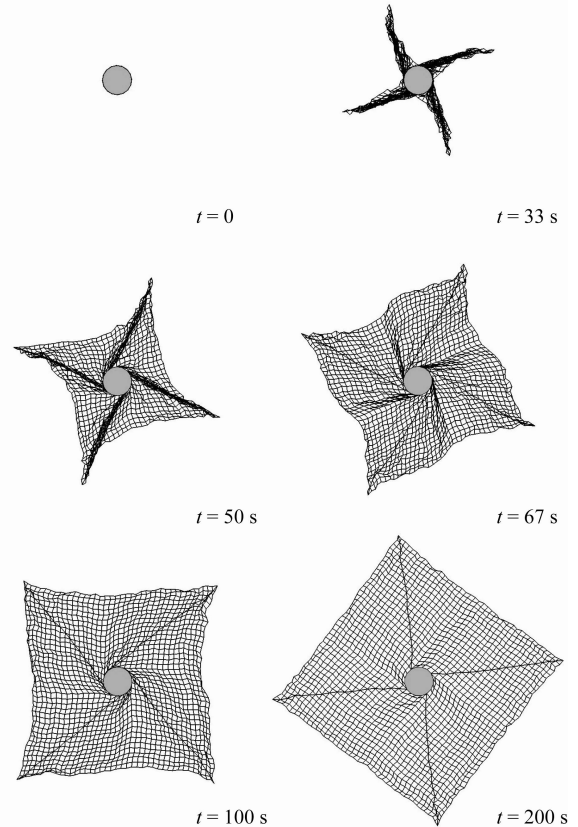 t = 0
t = 33 s
t = 50 s
t = 67 s
t = 100 s
t = 200 s